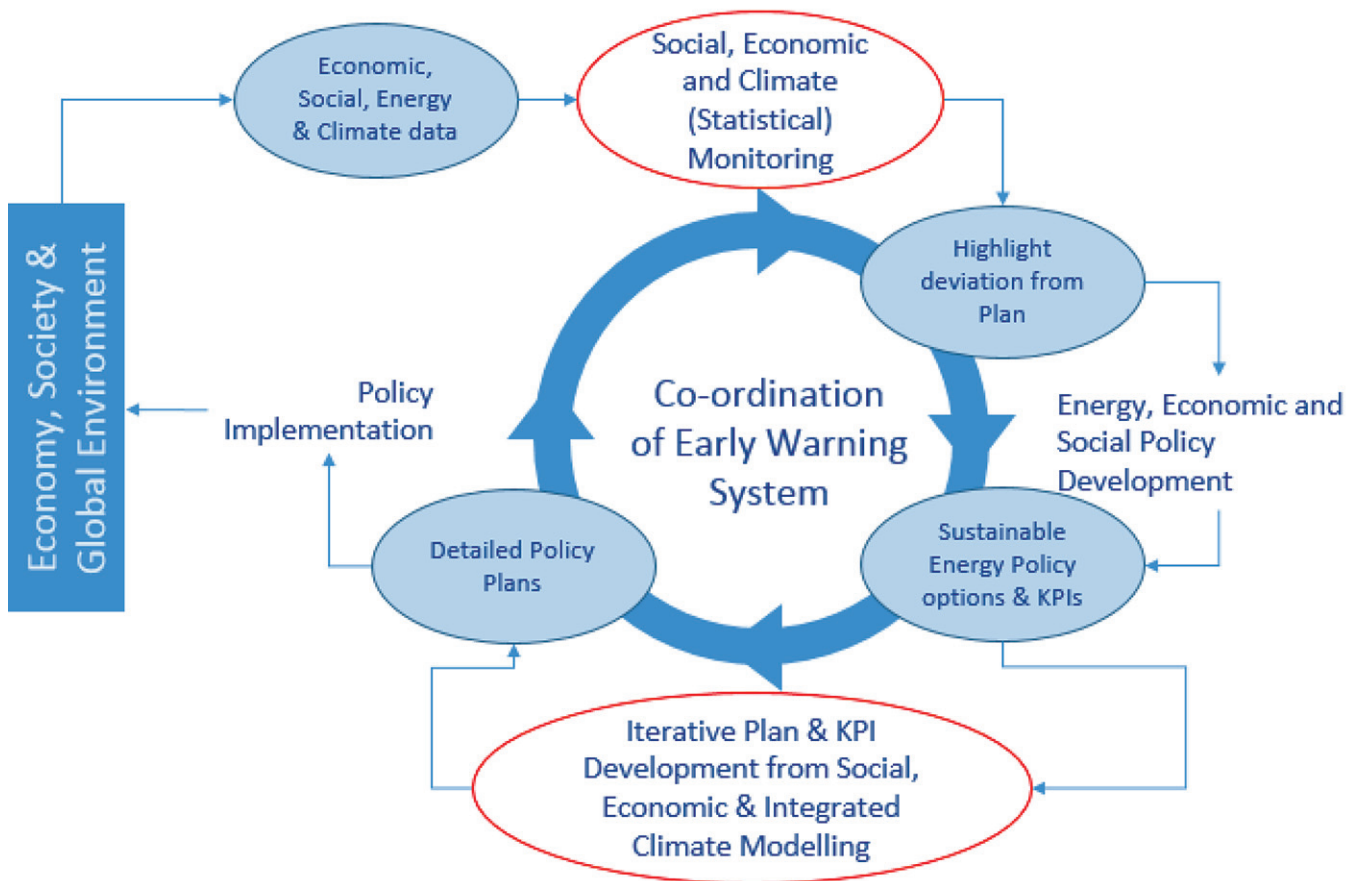 Economic,
Social, Energy
& Climate data
Social, Economic
and Climate
(Statistical)
Monitoring
Highlight
deviation from
Plan
Energy, Economic and
Social Policy
Development
Sustainable
Energy Policy
options & KPIs
Iterative Plan & KPI
Development from Social,
Economic & Integrated
Climate Modelling
Detailed Policy
Plans
Policy
Implementation
Economy, Society &
Global Environment
Co-ordination
of Early Warning
System